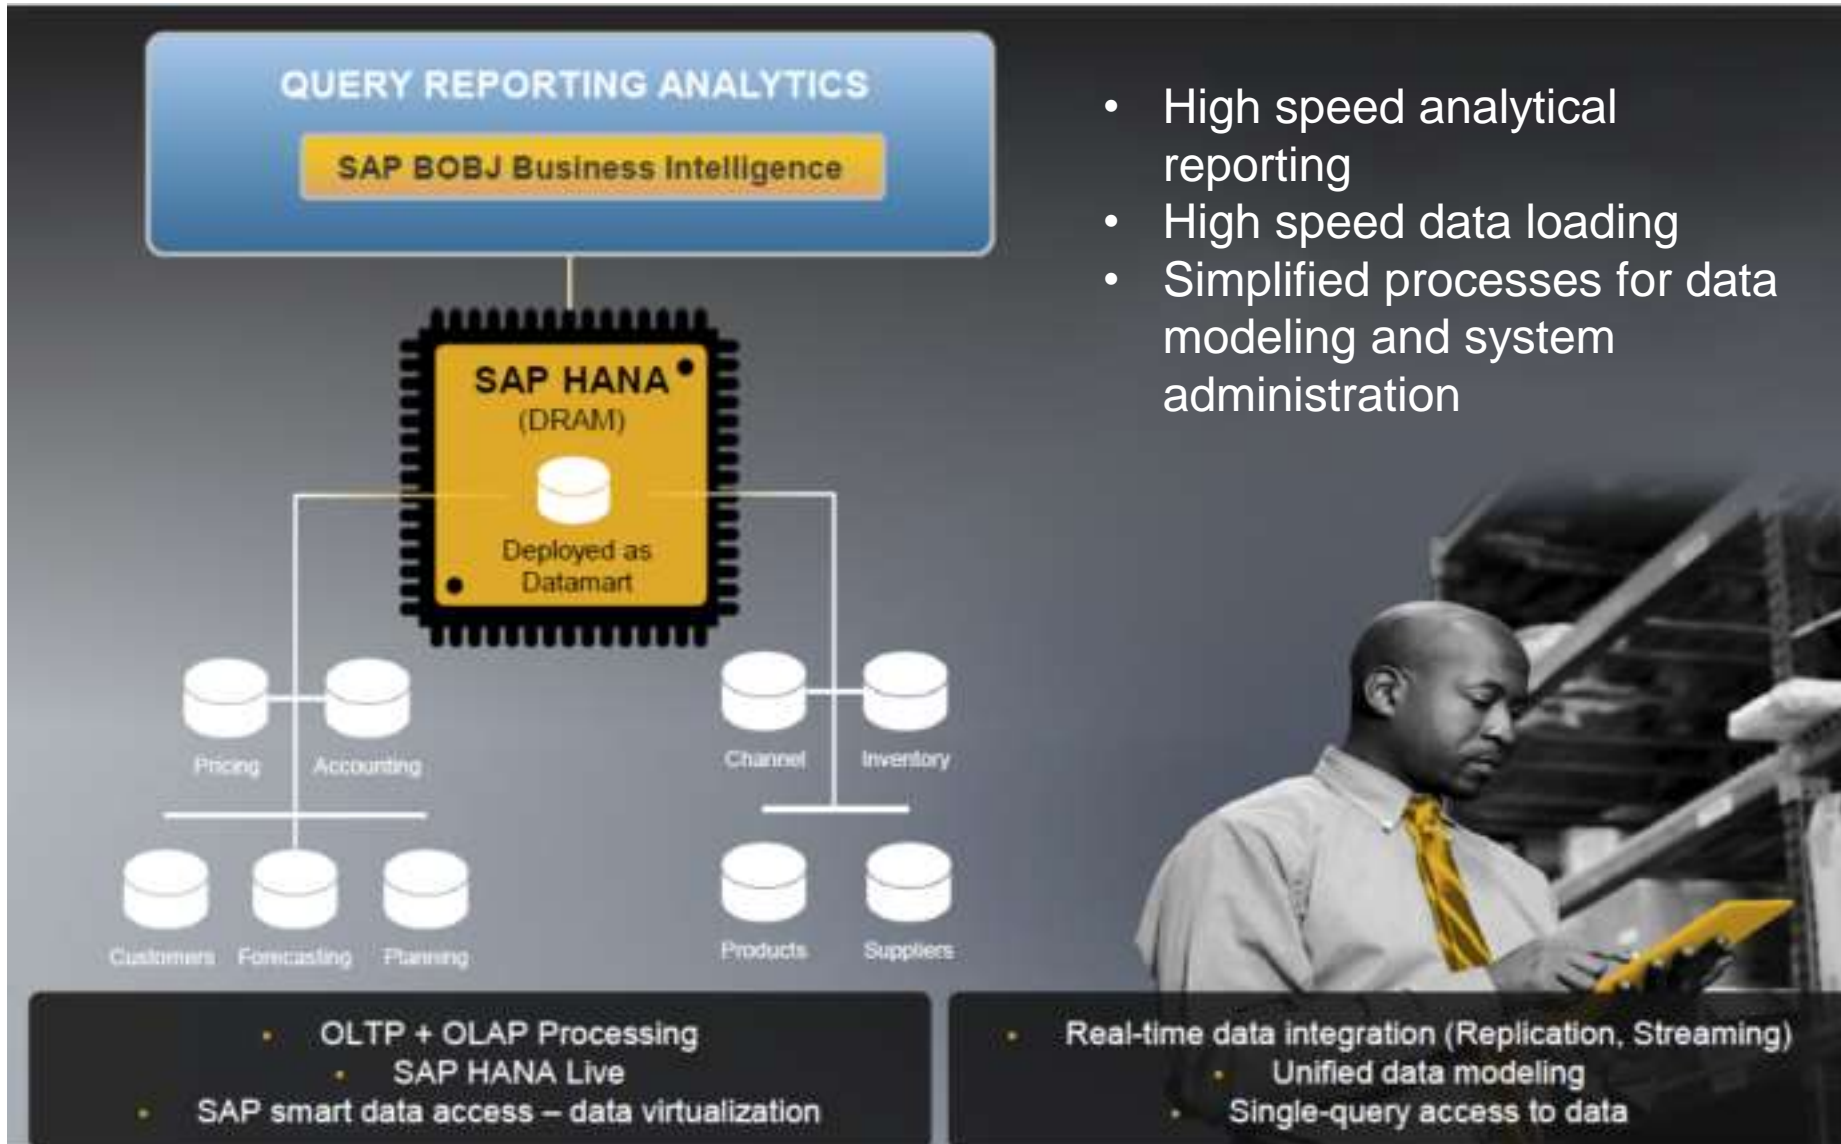 QUERY REPORTING ANALYTICS
SAP BOBJ Business Intelligence
• High speed analytical
reporting
• High speed data loading
• Simplified processes for data
modeling and system
administration
SAP HANA
(DRAM)
Deployed as
Datamart
Pricing
Accounting
Channel
Inventory
Customers
Forecasting
Planning
Products
Suppliers
• OLTP + OLAP Processing
• SAP HANA Live
• SAP smart data access – data virtualization
• Real-time data integration (Replication, Streaming)
• Unified data modeling
• Single-query access to data